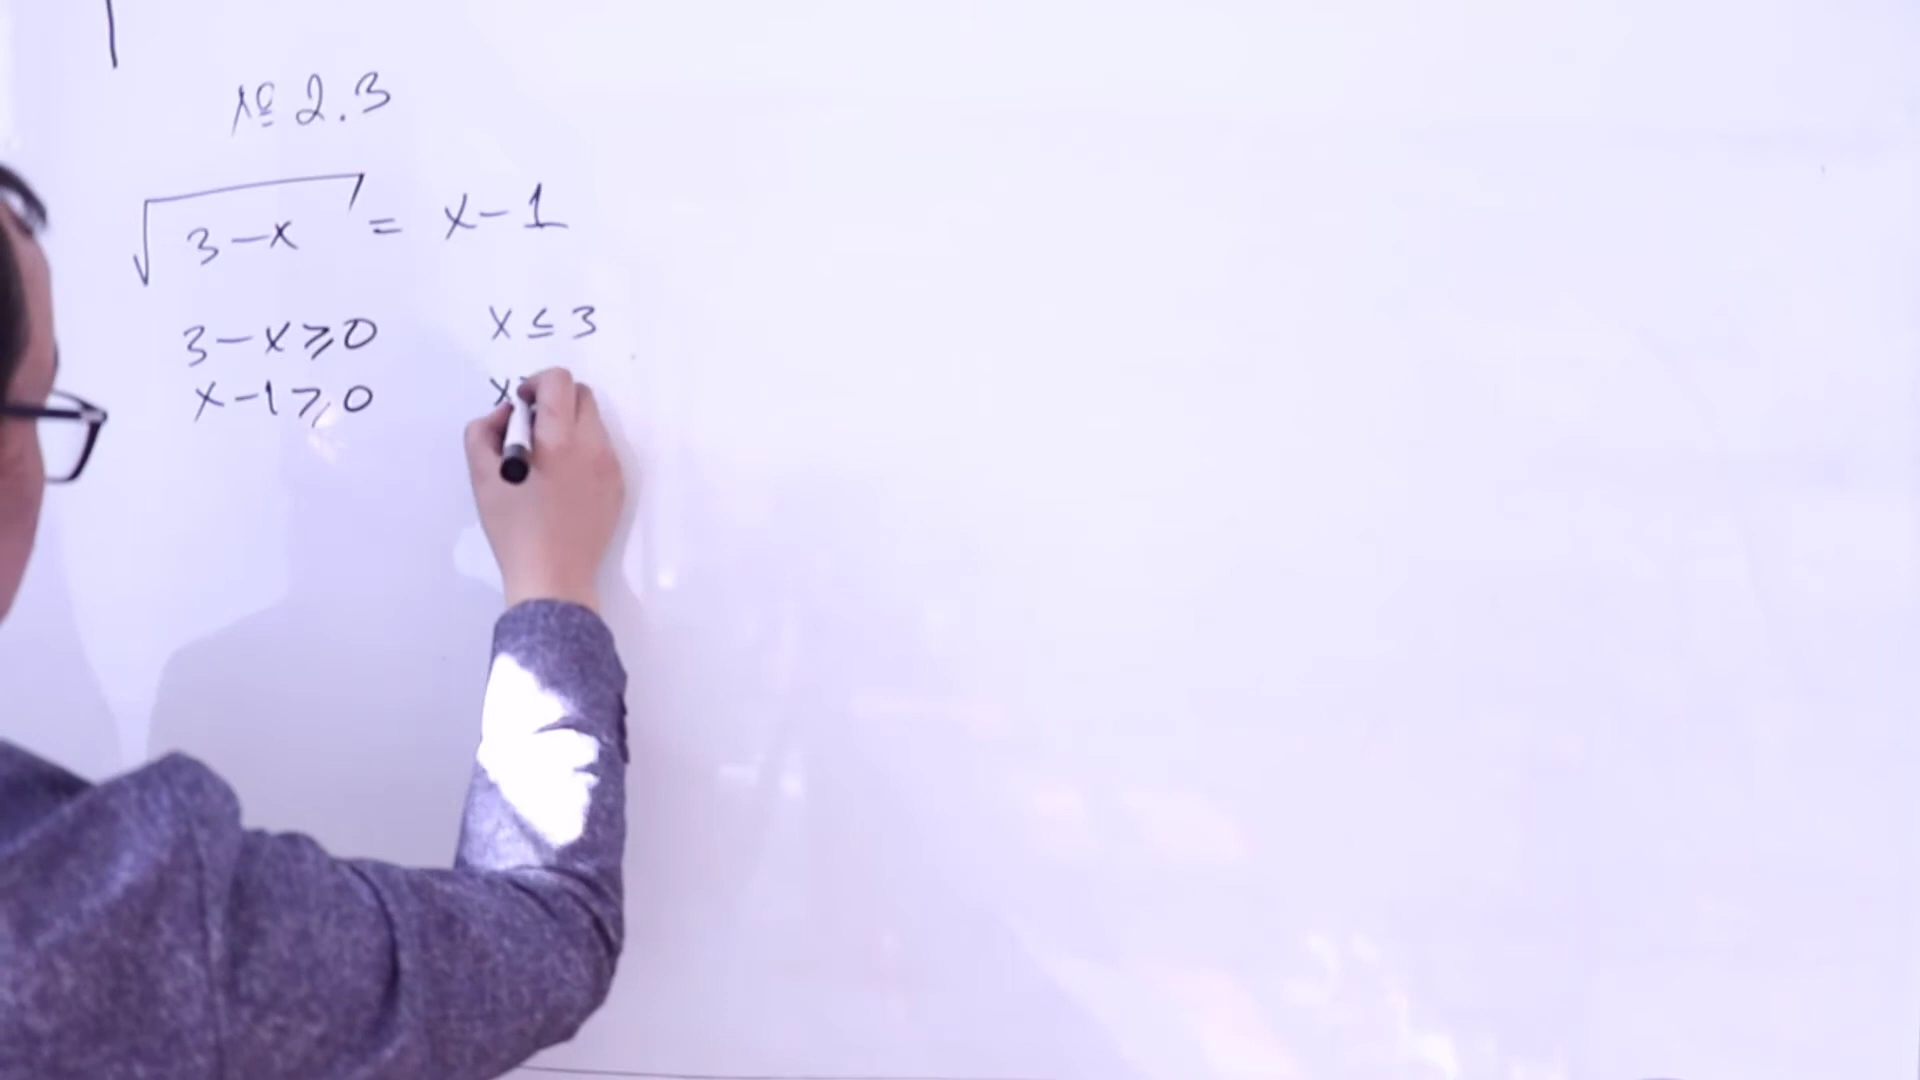 № 2.3
√(3-x) = x-1
3-x⩾0 x≤3
x-1⩾0 x